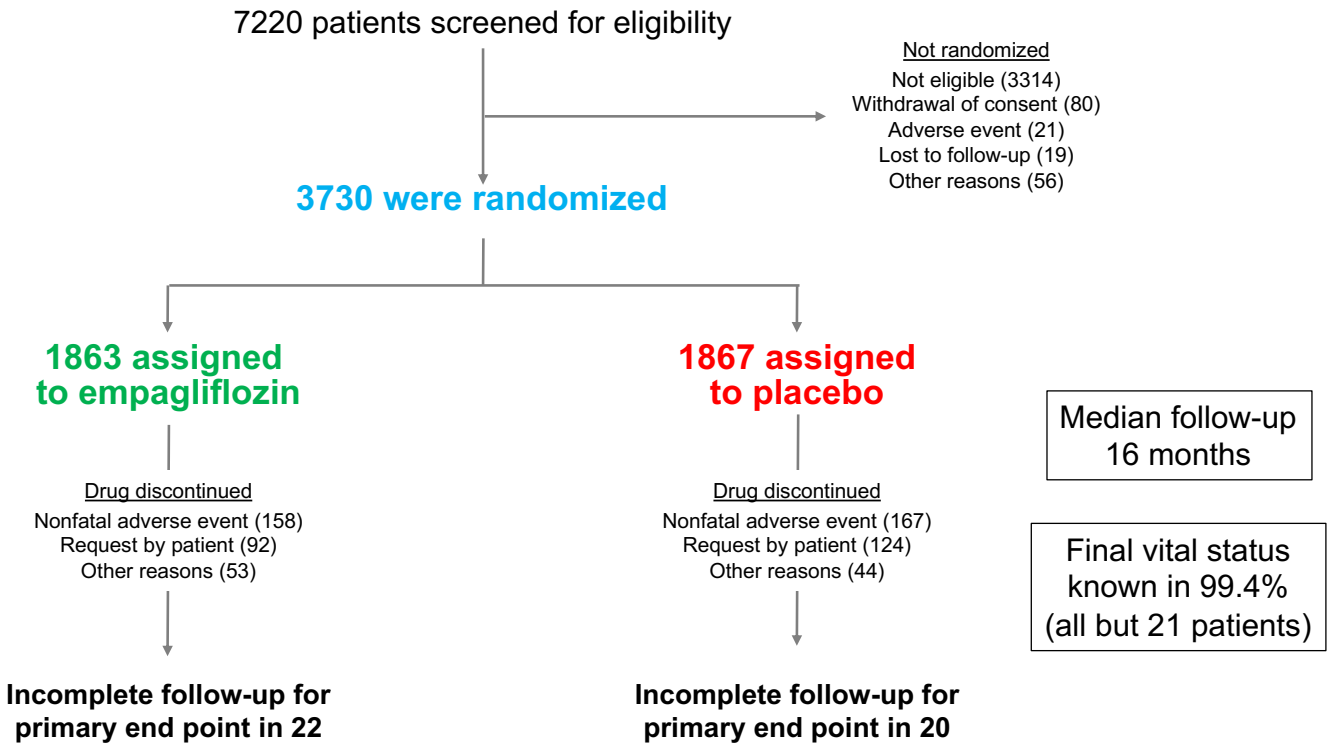 7220 patients screened for eligibility
Not randomized
Not eligible (3314)
Withdrawal of consent (80)
Adverse event (21)
Lost to follow-up (19)
Other reasons (56)
3730 were randomized
1863 assigned
to empagliflozin
Drug discontinued
Nonfatal adverse event (158)
Request by patient (92)
Other reasons (53)
Incomplete follow-up for
primary end point in 22
1867 assigned
to placebo
Drug discontinued
Nonfatal adverse event (167)
Request by patient (124)
Other reasons (44)
Incomplete follow-up for
primary end point in 20
Median follow-up
16 months
Final vital status
known in 99.4%
(all but 21 patients)